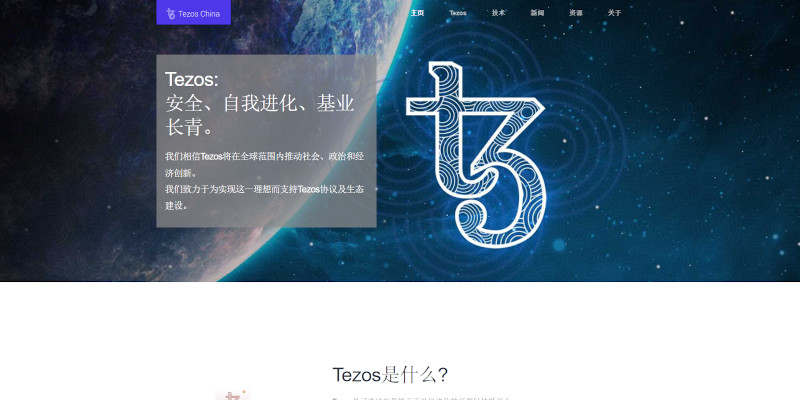 Tezos China
主页 Tezos 技术 新闻 资源 关于
Tezos:
安全、自我进化、基业
长青。
我们相信Tezos将在全球范围内推动社会、政治和经
济创新。
我们致力于为实现这一理想而支持Tezos协议及生态
建设。
Tezos是什么?